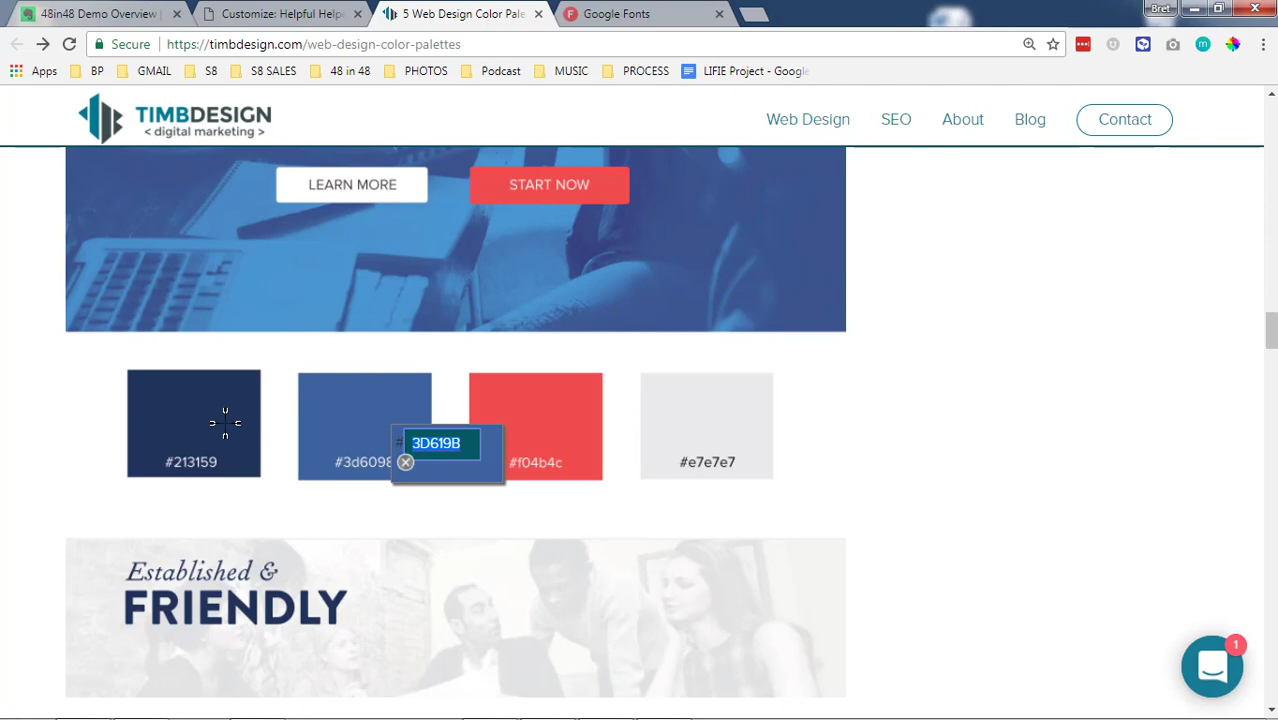 48in48 Demo Overview |
Customize: Helpful Help
5 Web Design Color Pale
Google Fonts
Bret
Secure
https://timbdesign.com/web-design-color-palettes
Apps
BP
GMAIL
S8
S8 SALES
48 in 48
PHOTOS
Podcast
MUSIC
PROCESS
LIFIE Project - Google
TIMBDESIGN
< digital marketing >
Web Design
SEO
About
Blog
Contact
LEARN MORE
START NOW
#213159
#3d6098
# 3D619B
#f04b4c
#e7e7e7
Established &
FRIENDLY
1